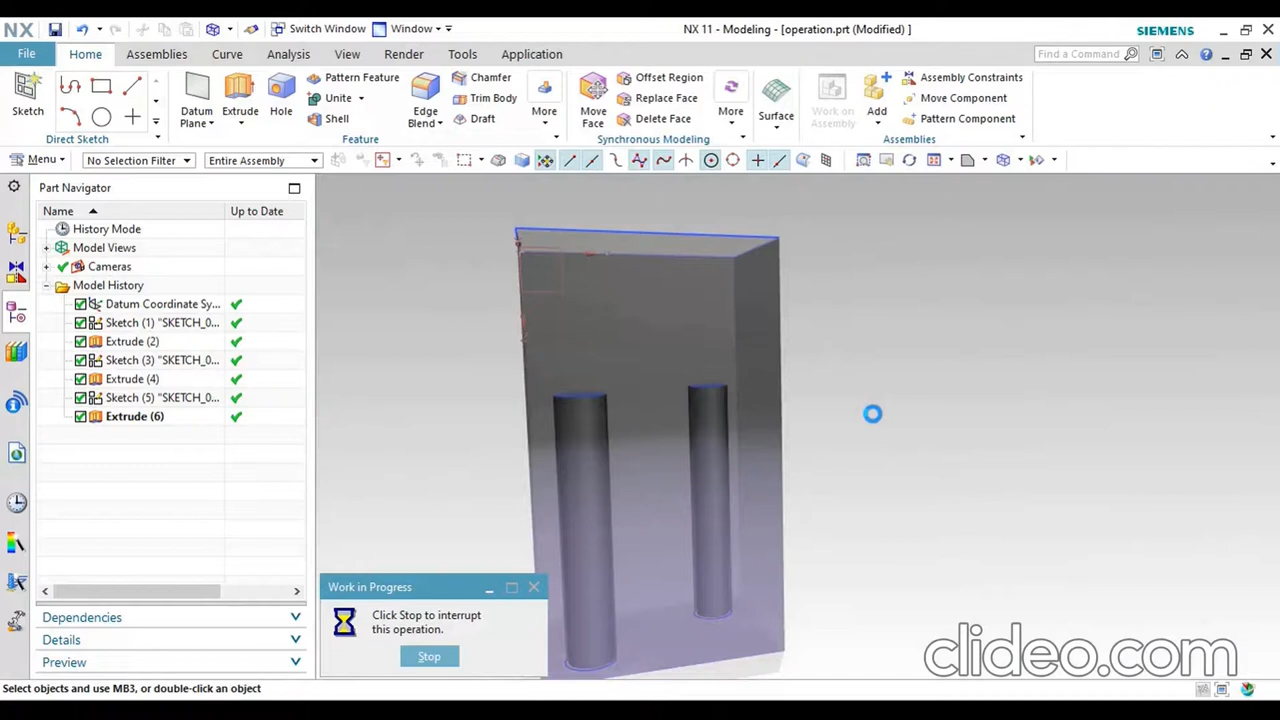 NX
Switch Window
Window
NX 11 - Modeling - [operation.prt (Modified) ]
SIEMENS
File
Home
Assemblies
Curve
Analysis
View
Render
Tools
Application
Find a Command
Sketch
Direct Sketch
Datum
Plane
Extrude
Hole
Pattern Feature
Unite
Shell
Edge
Blend
Chamfer
Trim Body
Draft
More
Feature
Move
Face
Offset Region
Replace Face
Delete Face
More
Synchronous Modeling
Surface
Work on
Assembly
Add
Assembly Constraints
Move Component
Pattern Component
Assemblies
Menu
No Selection Filter
Entire Assembly
Part Navigator
Name
Up to Date
History Mode
Model Views
Cameras
Model History
Datum Coordinate Sy...
Sketch (1) "SKETCH_0...
Extrude (2)
Sketch (3) "SKETCH_0...
Extrude (4)
Sketch (5) "SKETCH_0...
Extrude (6)
Dependencies
Details
Preview
Work in Progress
Click Stop to interrupt
this operation.
Stop
clideo.com
Select objects and use MB3, or double-click an object